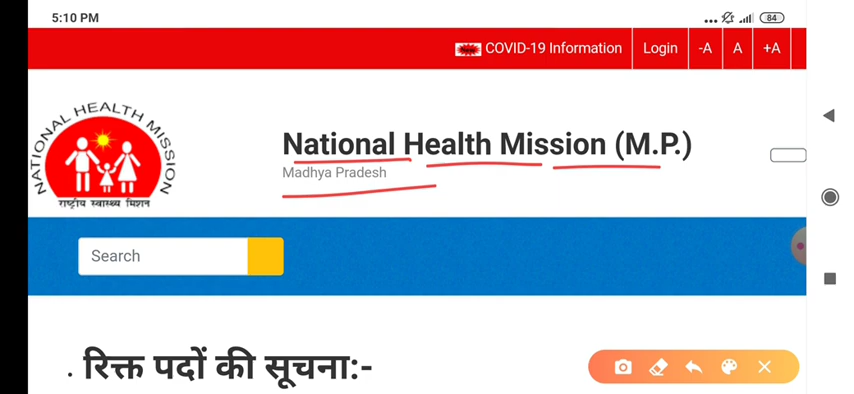 5:10 PM
84
New COVID-19 Information
Login
-A
A
+A
NATIONAL HEALTH MISSION
राष्ट्रीय स्वास्थ्य मिशन
National Health Mission (M.P.)
Madhya Pradesh
Search
. रिक्त पदों की सूचना:-